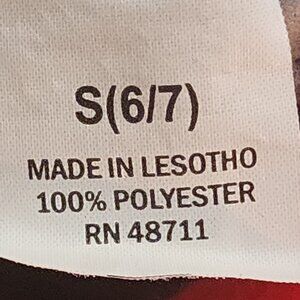 S(6/7)
MADE IN LESOTHO
100% POLYESTER
RN 48711